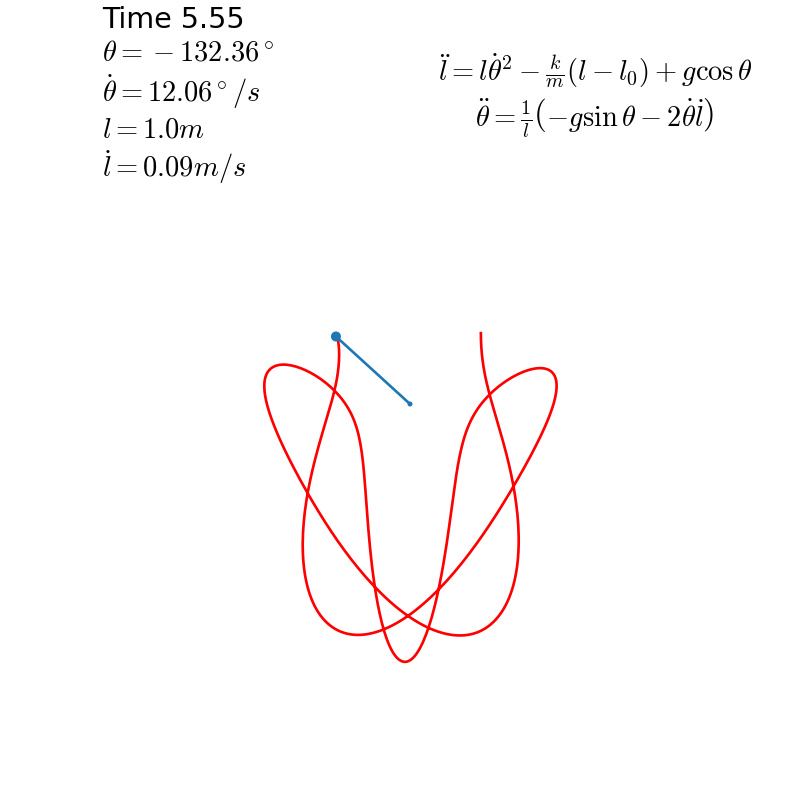 Time 5.55
θ = −132.36°
θ̇ = 12.06°/s
l = 1.0m
l̇ = 0.09m/s
l̈ = lθ̇² − k/m(l − l₀) + g cos θ
θ̈ = 1/l(−g sin θ − 2θ̇l̇)